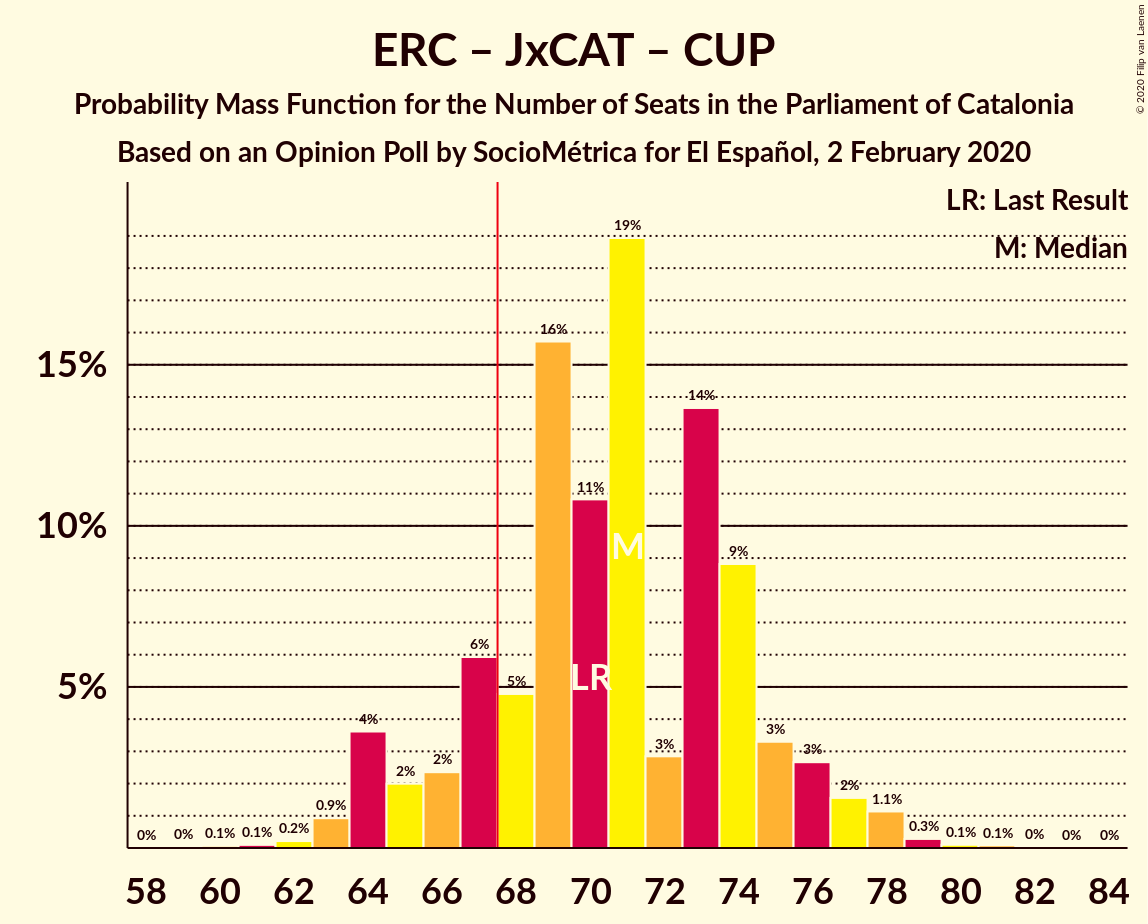 ERC – JxCAT – CUP
Probability Mass Function for the Number of Seats in the Parliament of Catalonia
Based on an Opinion Poll by SocioMétrica for El Español, 2 February 2020
© 2020 Filip van Laenen
LR: Last Result
M: Median
19%
16%
15%
14%
11%
10%
M
9%
6%
LR
5%
5%
4%
3%
3%
3%
2%
2%
2%
1.1%
0.9%
0.3%
0% 0% 0.1% 0.1% 0.2%
0.1% 0.1% 0% 0% 0%
58 60 62 64 66 68 70 72 74 76 78 80 82 84